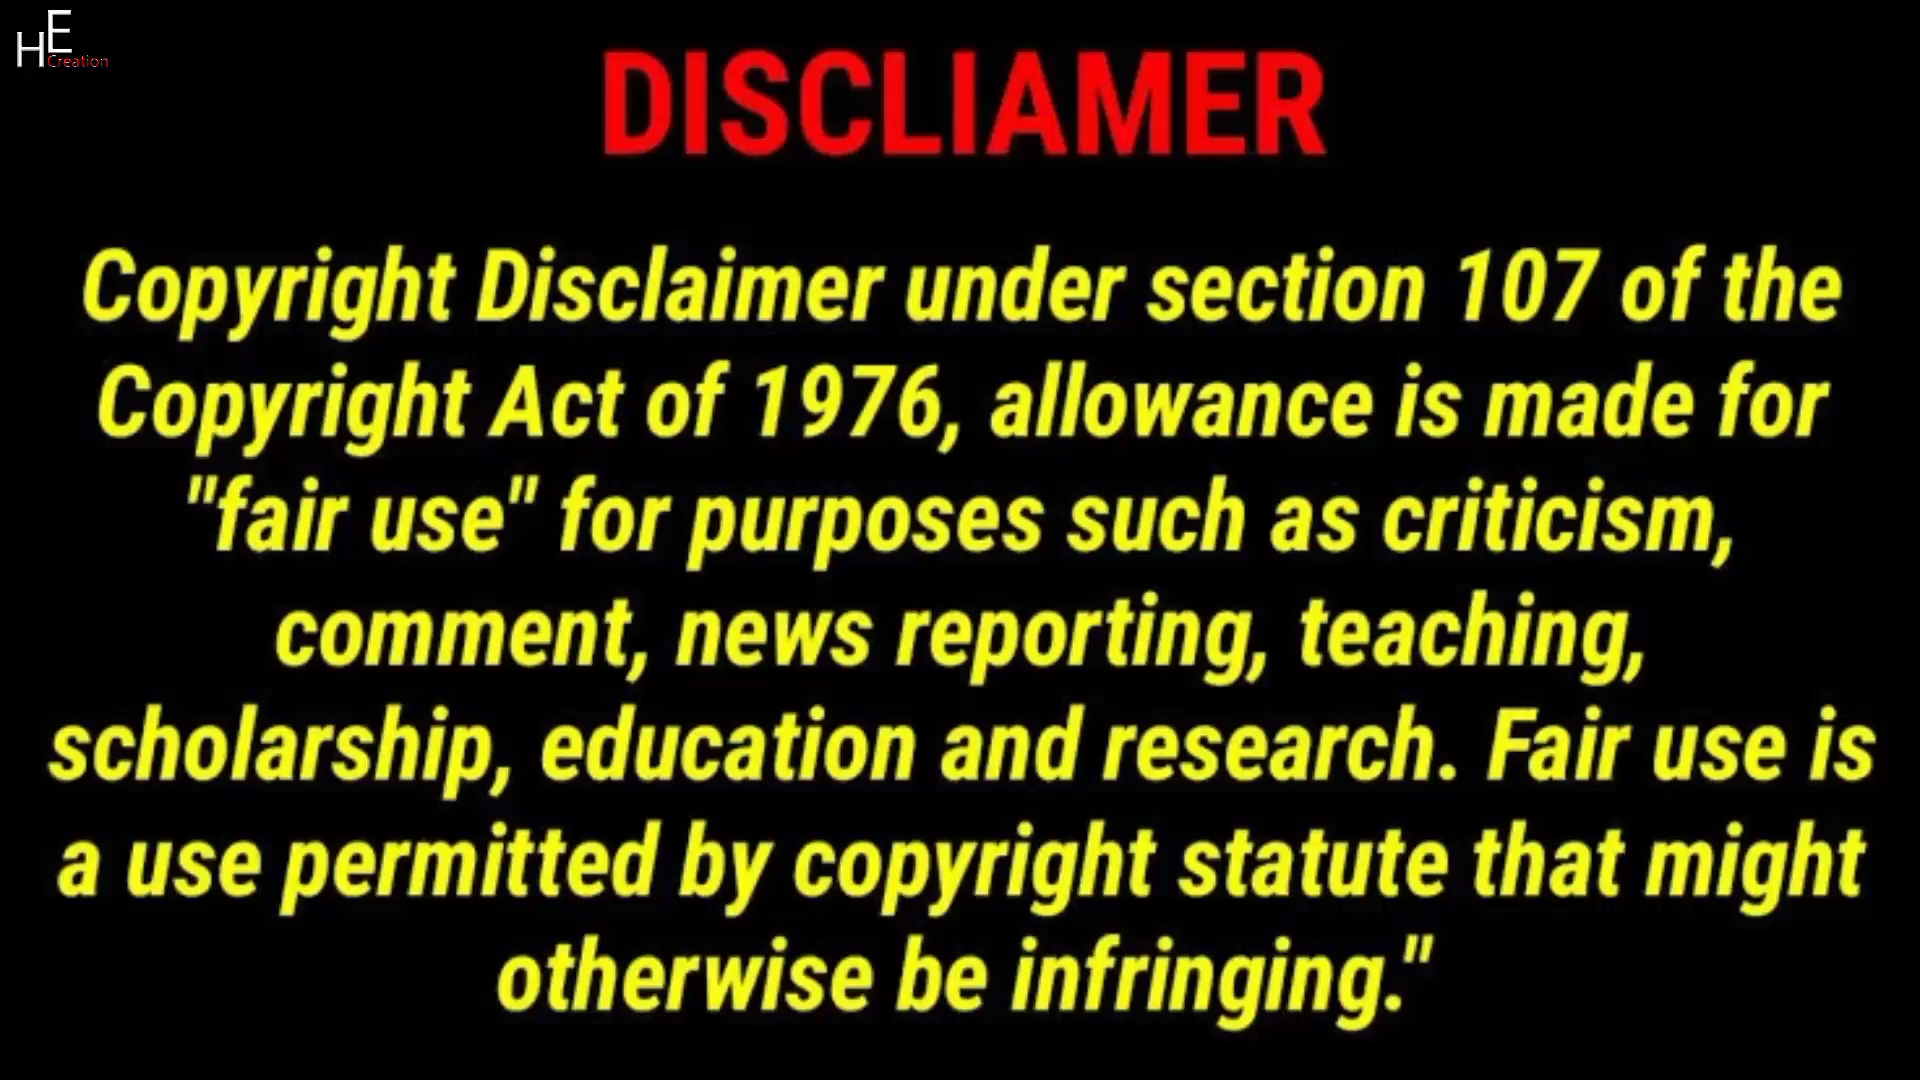 HE
Creation
DISCLIAMER
Copyright Disclaimer under section 107 of the
Copyright Act of 1976, allowance is made for
"fair use" for purposes such as criticism,
comment, news reporting, teaching,
scholarship, education and research. Fair use is
a use permitted by copyright statute that might
otherwise be infringing."